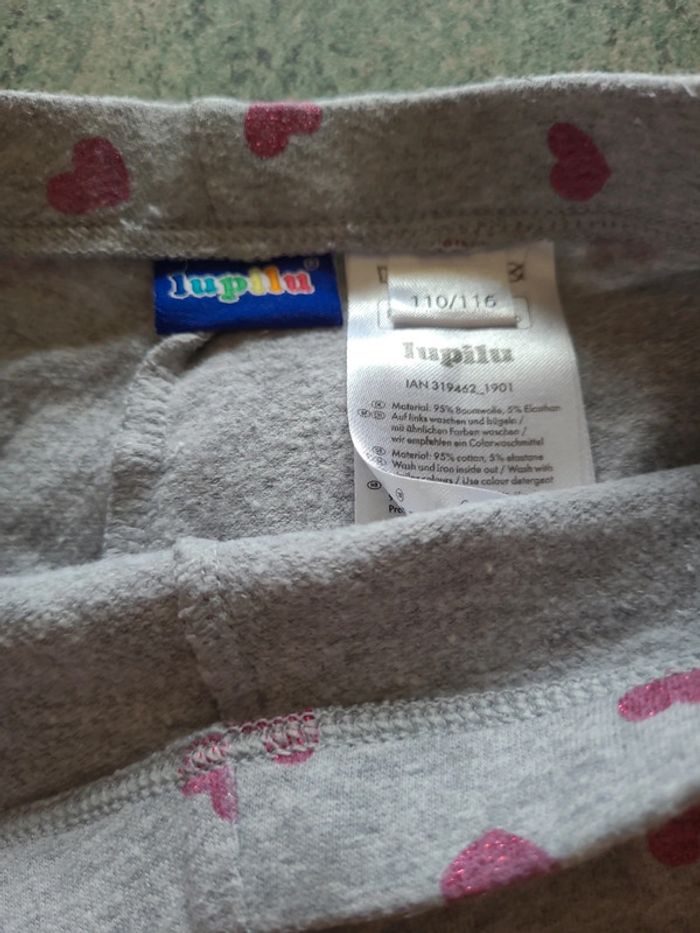 lupilu®
110/116
lupilu
IAN 319462_1901
Material: 95% Baumwolle, 5% Elasthan
Auf links waschen und bügeln /
mit ähnlichen Farben waschen /
wir empfehlen ein Colorwaschmittel
Material: 95% cotton, 5% elastane
Wash and iron inside out / Wash with
colours / Use colour detergent